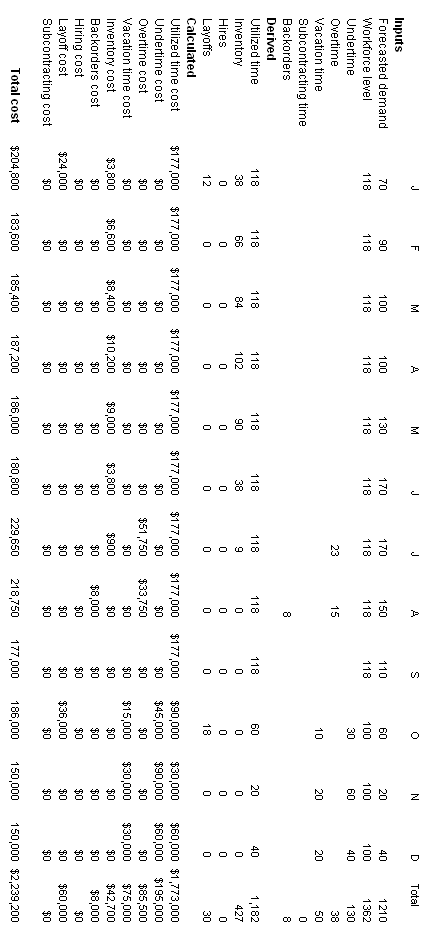 J F M A M J J A S O N D Total
Inputs
Forecasted demand 70 90 100 100 130 170 170 150 110 60 20 40 1210
Workforce level 118 118 118 118 118 118 118 118 118 100 100 100 1362
Undertime 30 60 40 130
Overtime 23 15 38
Vacation time 10 20 20 50
Subcontracting time 0
Backorders 8 8
Derived
Utilized time 118 118 118 118 118 118 118 118 118 60 20 40 1,182
Inventory 38 66 84 102 90 38 9 0 0 0 0 0 427
Hires 0 0 0 0 0 0 0 0 0 0 0 0 0
Layoffs 12 0 0 0 0 0 0 0 0 18 0 0 30
Calculated
Utilized time cost $177,000 $177,000 $177,000 $177,000 $177,000 $177,000 $177,000 $177,000 $177,000 $90,000 $30,000 $60,000 $1,773,000
Undertime cost $0 $0 $0 $0 $0 $0 $0 $0 $0 $45,000 $90,000 $60,000 $195,000
Overtime cost $0 $0 $0 $0 $0 $0 $51,750 $33,750 $0 $0 $0 $0 $85,500
Vacation time cost $0 $0 $0 $0 $0 $0 $0 $0 $0 $15,000 $30,000 $30,000 $75,000
Inventory cost $3,800 $6,600 $8,400 $10,200 $9,000 $3,800 $900 $0 $0 $0 $0 $0 $42,700
Backorders cost $0 $0 $0 $0 $0 $0 $0 $8,000 $0 $0 $0 $0 $8,000
Hiring cost $0 $0 $0 $0 $0 $0 $0 $0 $0 $0 $0 $0 $0
Layoff cost $24,000 $0 $0 $0 $0 $0 $0 $0 $0 $36,000 $0 $0 $60,000
Subcontracting cost $0 $0 $0 $0 $0 $0 $0 $0 $0 $0 $0 $0 $0
Total cost $204,800 183,600 185,400 187,200 186,000 180,800 229,650 218,750 177,000 186,000 150,000 150,000 $2,239,200